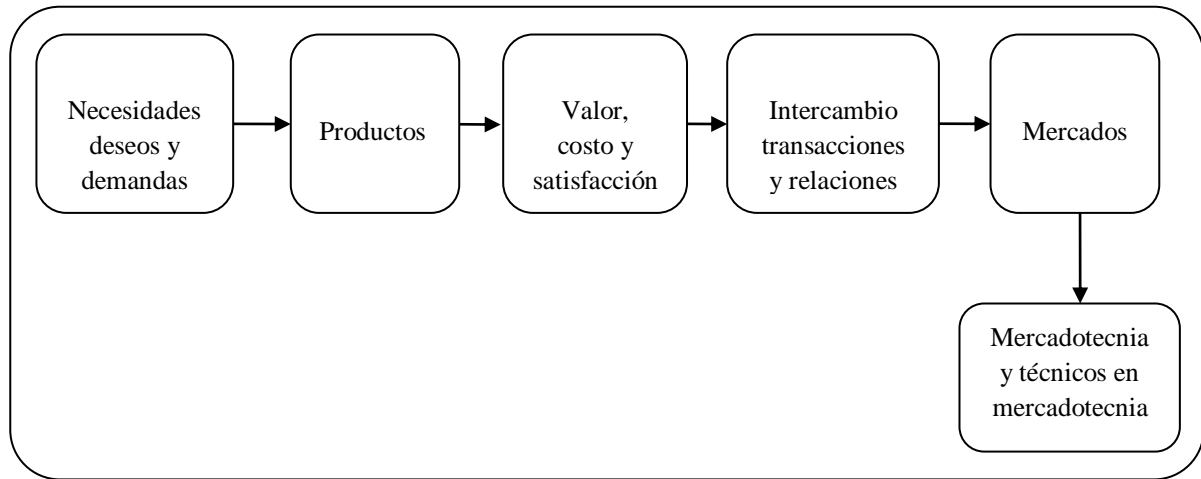 Necesidades
deseos y
demandas
Productos
Valor,
costo y
satisfacción
Intercambio
transacciones
y relaciones
Mercados
Mercadotecnia
y técnicos en
mercadotecnia